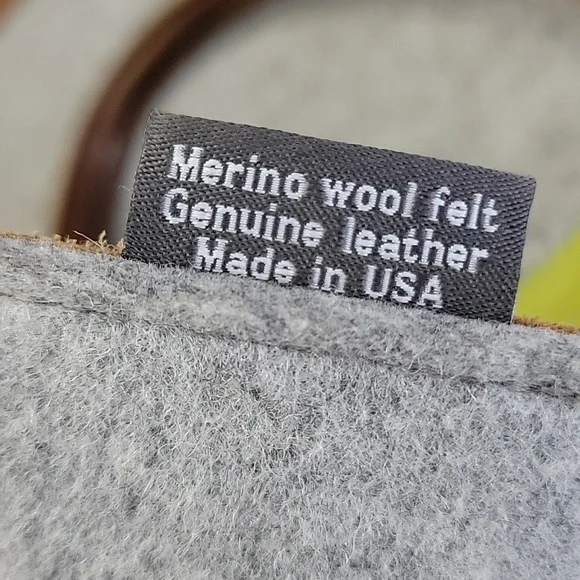 Merino wool felt
Genuine leather
Made in USA